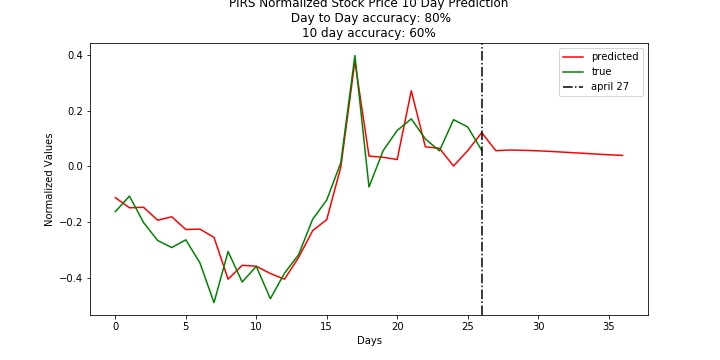 PIRS Normalized Stock Price 10 Day Prediction
Day to Day accuracy: 80%
10 day accuracy: 60%
predicted
true
april 27
Normalized Values
0.4
0.2
0.0
−0.2
−0.4
0 5 10 15 20 25 30 35
Days